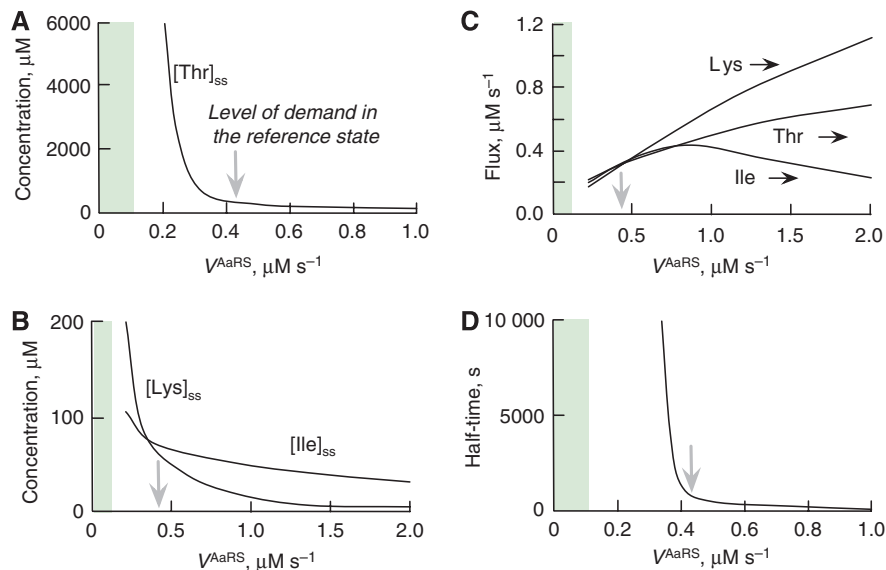 A
6000
4000
2000
0
Concentration, μM
[Thr]ss
Level of demand in
the reference state
0 0.2 0.4 0.6 0.8 1.0
VAaRS, μM s–1
B
200
100
0
Concentration, μM
[Lys]ss
[Ile]ss
0 0.5 1.0 1.5 2.0
VAaRS, μM s–1
C
1.2
0.8
0.4
0.0
Flux, μM s–1
Lys
Thr
Ile
0 0.5 1.0 1.5 2.0
VAaRS, μM s–1
D
10 000
5000
0
Half-time, s
0 0.2 0.4 0.6 0.8 1.0
VAaRS, μM s–1